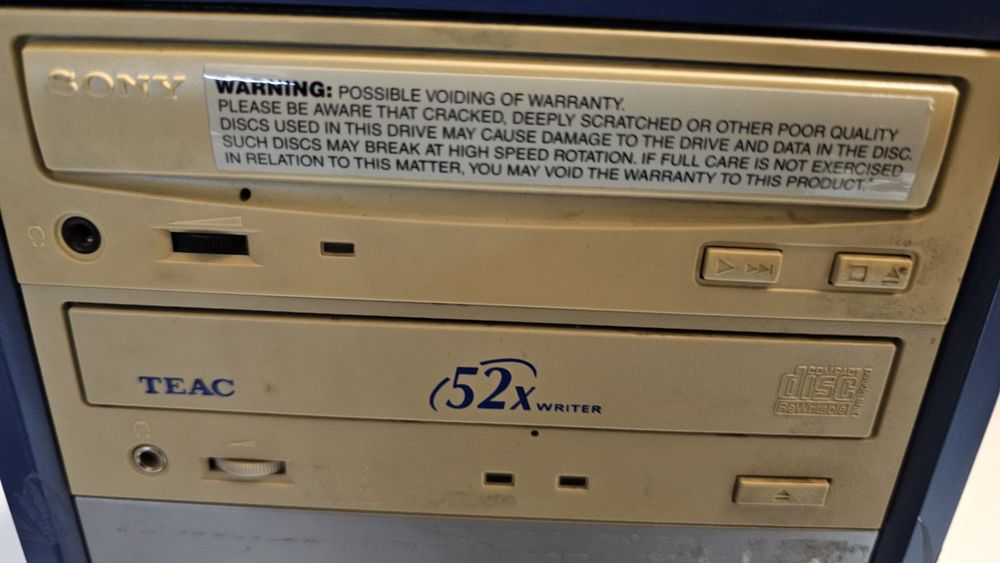 SONY
WARNING: POSSIBLE VOIDING OF WARRANTY.
PLEASE BE AWARE THAT CRACKED, DEEPLY SCRATCHED OR OTHER POOR QUALITY
DISCS USED IN THIS DRIVE MAY CAUSE DAMAGE TO THE DRIVE AND DATA IN THE DISC.
SUCH DISCS MAY BREAK AT HIGH SPEED ROTATION. IF FULL CARE IS NOT EXERCISED
IN RELATION TO THIS MATTER, YOU MAY VOID THE WARRANTY TO THIS PRODUCT."
TEAC
52x WRITER
COMPACT
disc
ReWritable